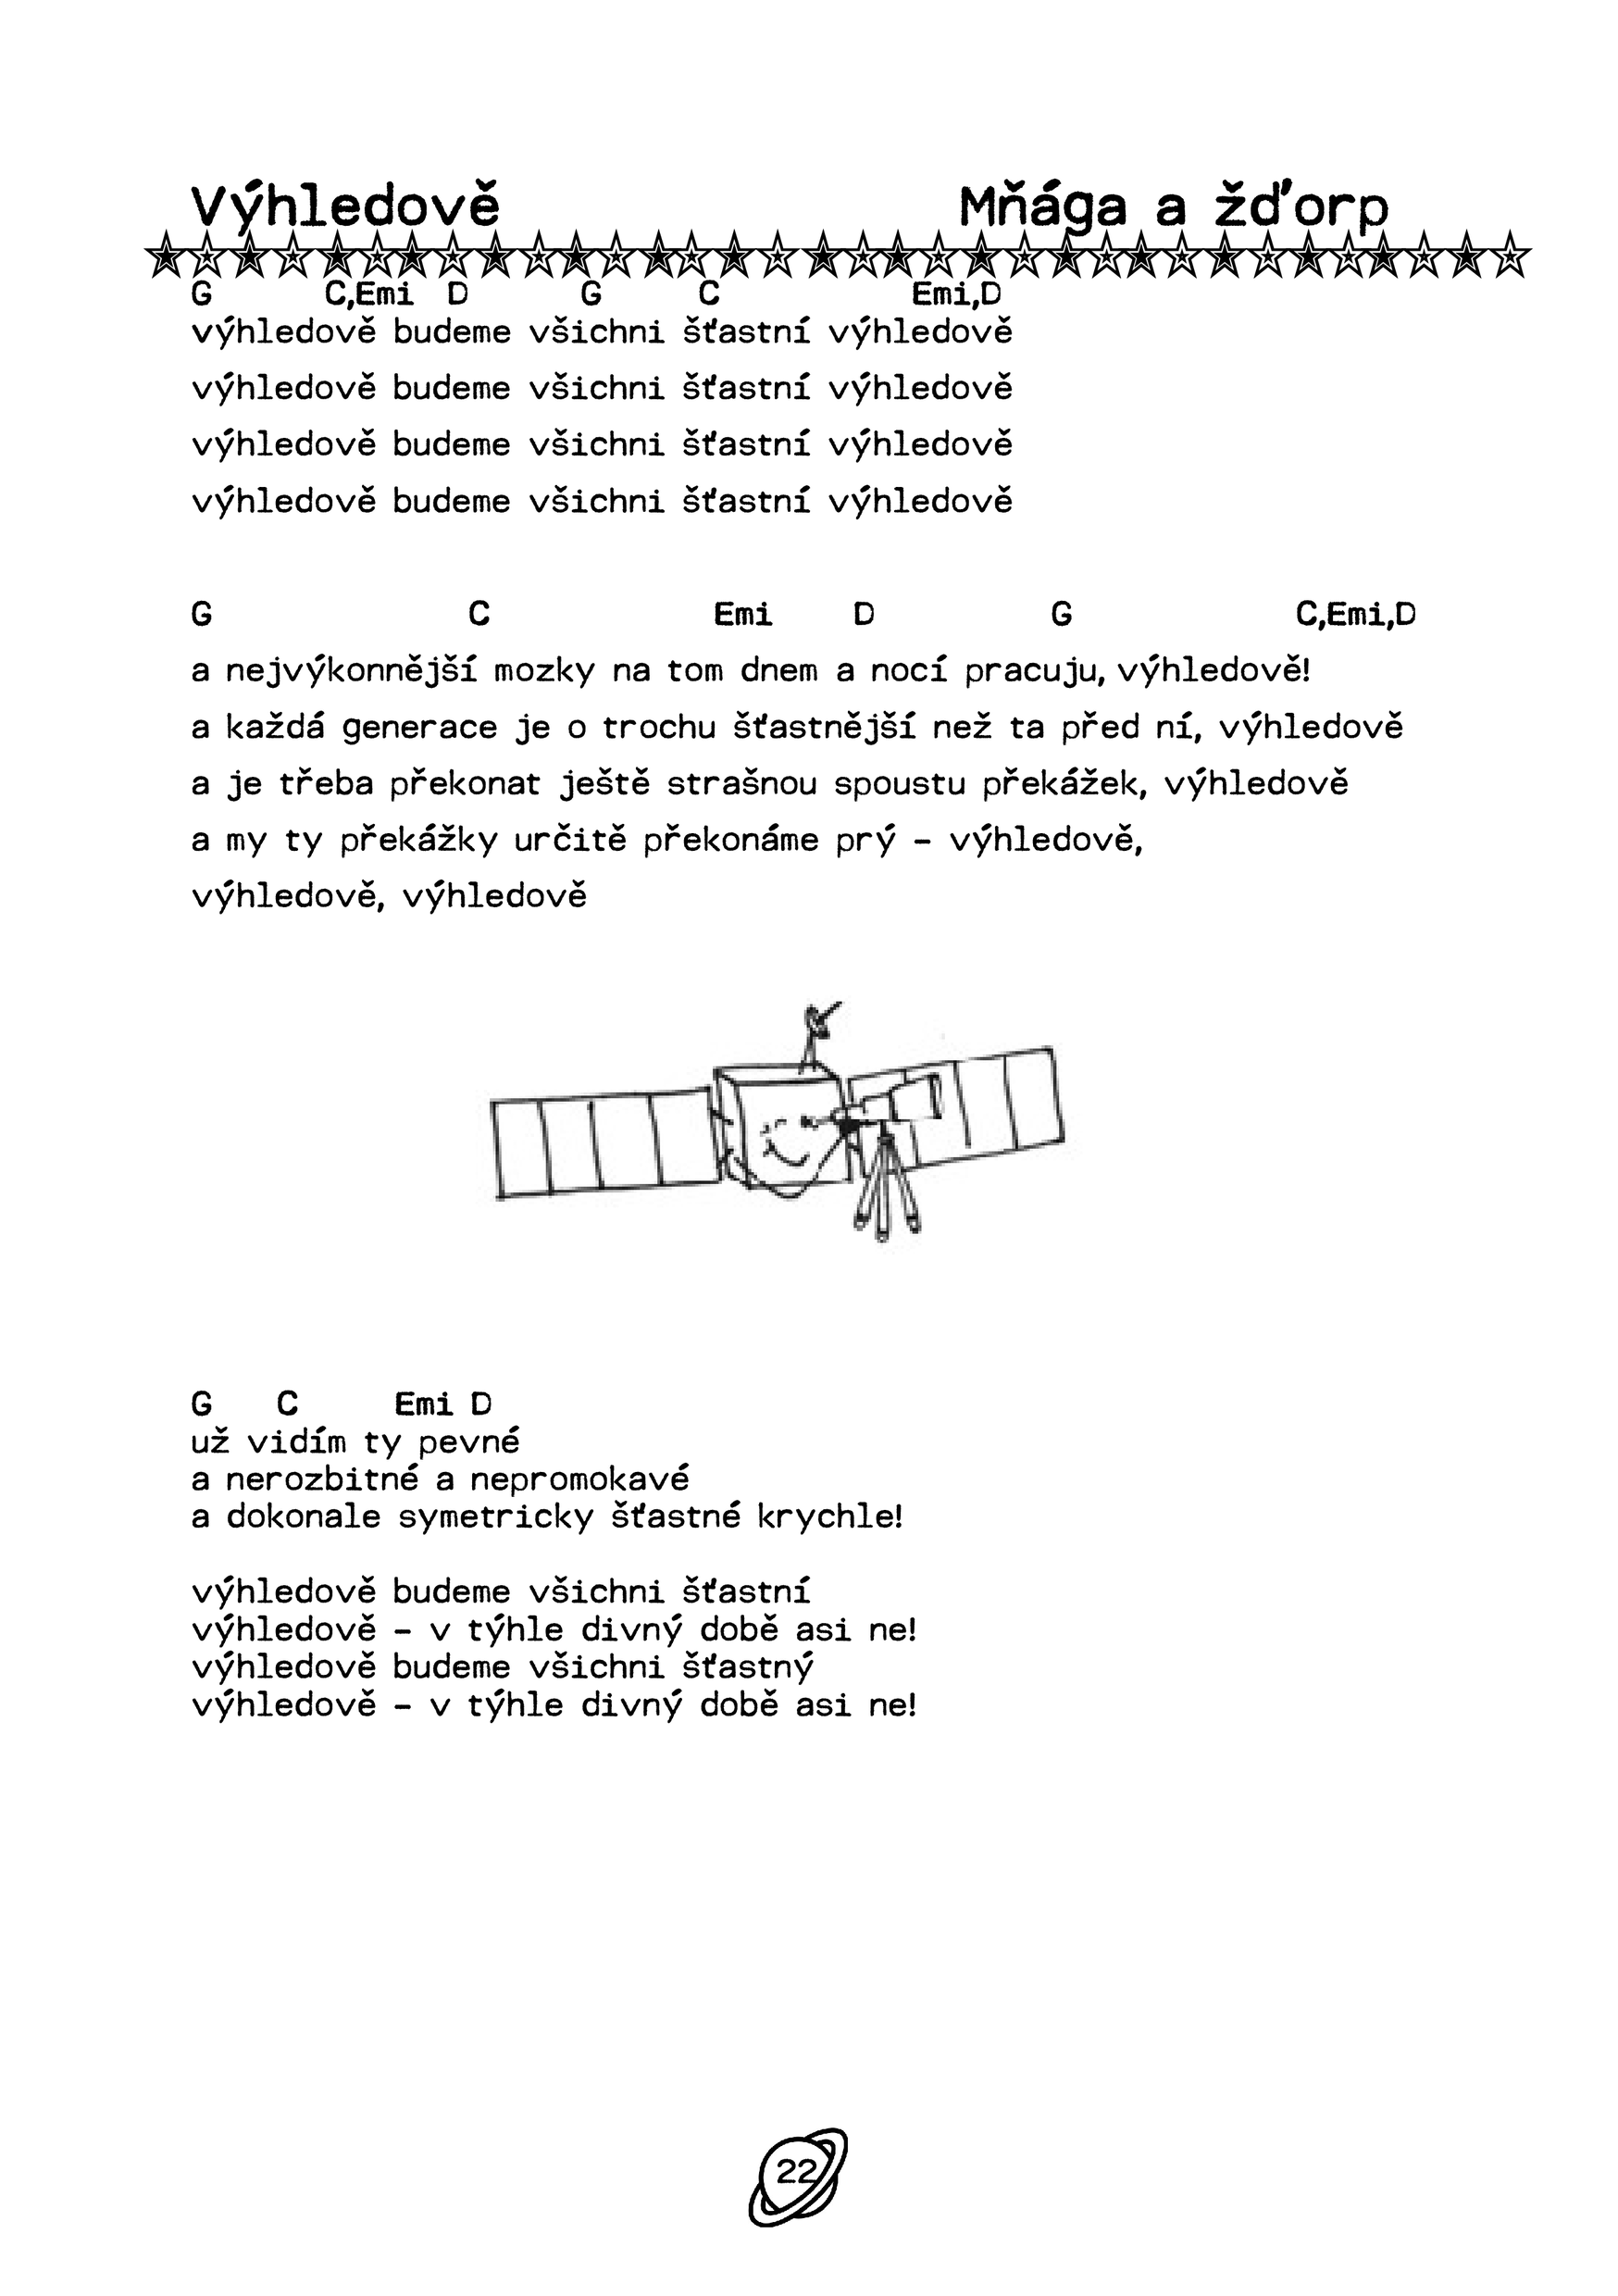 Výhledově Mňága a žďorp
G C,Emi D G C Emi,D
výhledově budeme všichni šťastní výhledově
výhledově budeme všichni šťastní výhledově
výhledově budeme všichni šťastní výhledově
výhledově budeme všichni šťastní výhledově
G C Emi D G C,Emi,D
a nejvýkonnější mozky na tom dnem a nocí pracuju, výhledově!
a každá generace je o trochu šťastnější než ta před ní, výhledově
a je třeba překonat ještě strašnou spoustu překážek, výhledově
a my ty překážky určitě překonáme prý – výhledově,
výhledově, výhledově
G C Emi D
už vidím ty pevné
a nerozbitné a nepromokavé
a dokonale symetricky šťastné krychle!
výhledově budeme všichni šťastní
výhledově – v týhle divný době asi ne!
výhledově budeme všichni šťastný
výhledově – v týhle divný době asi ne!
22